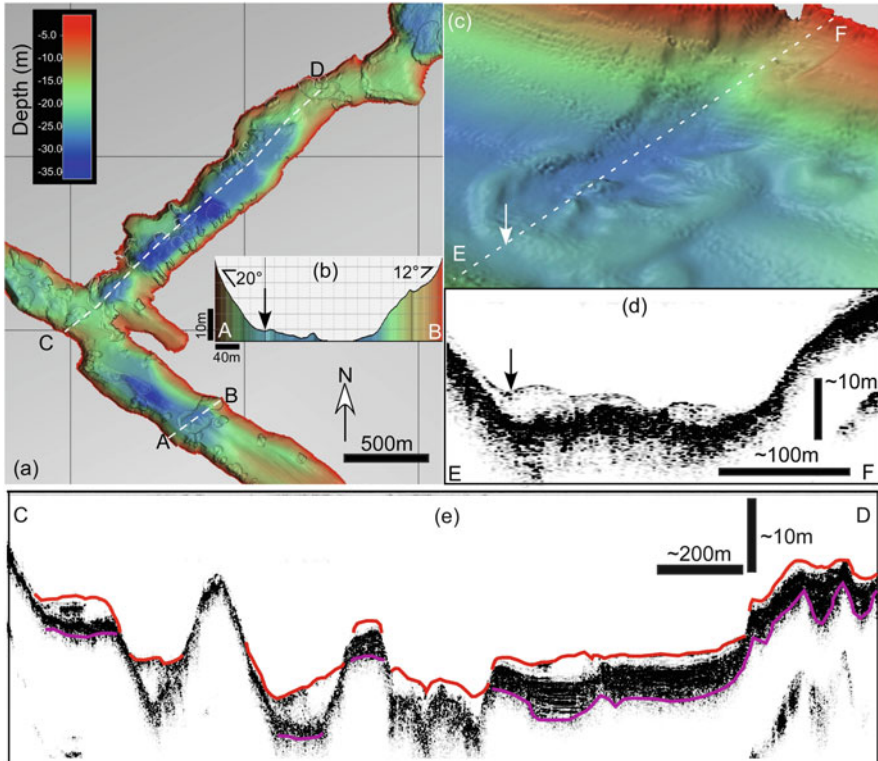 Depth (m)
-5.0
-10.0
-15.0
-20.0
-25.0
-30.0
-35.0
D
C
B
A
N
500m
(a)
(b)
20°
12°
10m
A
B
40m
(c)
F
E
(d)
~10m
~100m
E
F
C
(e)
D
~10m
~200m